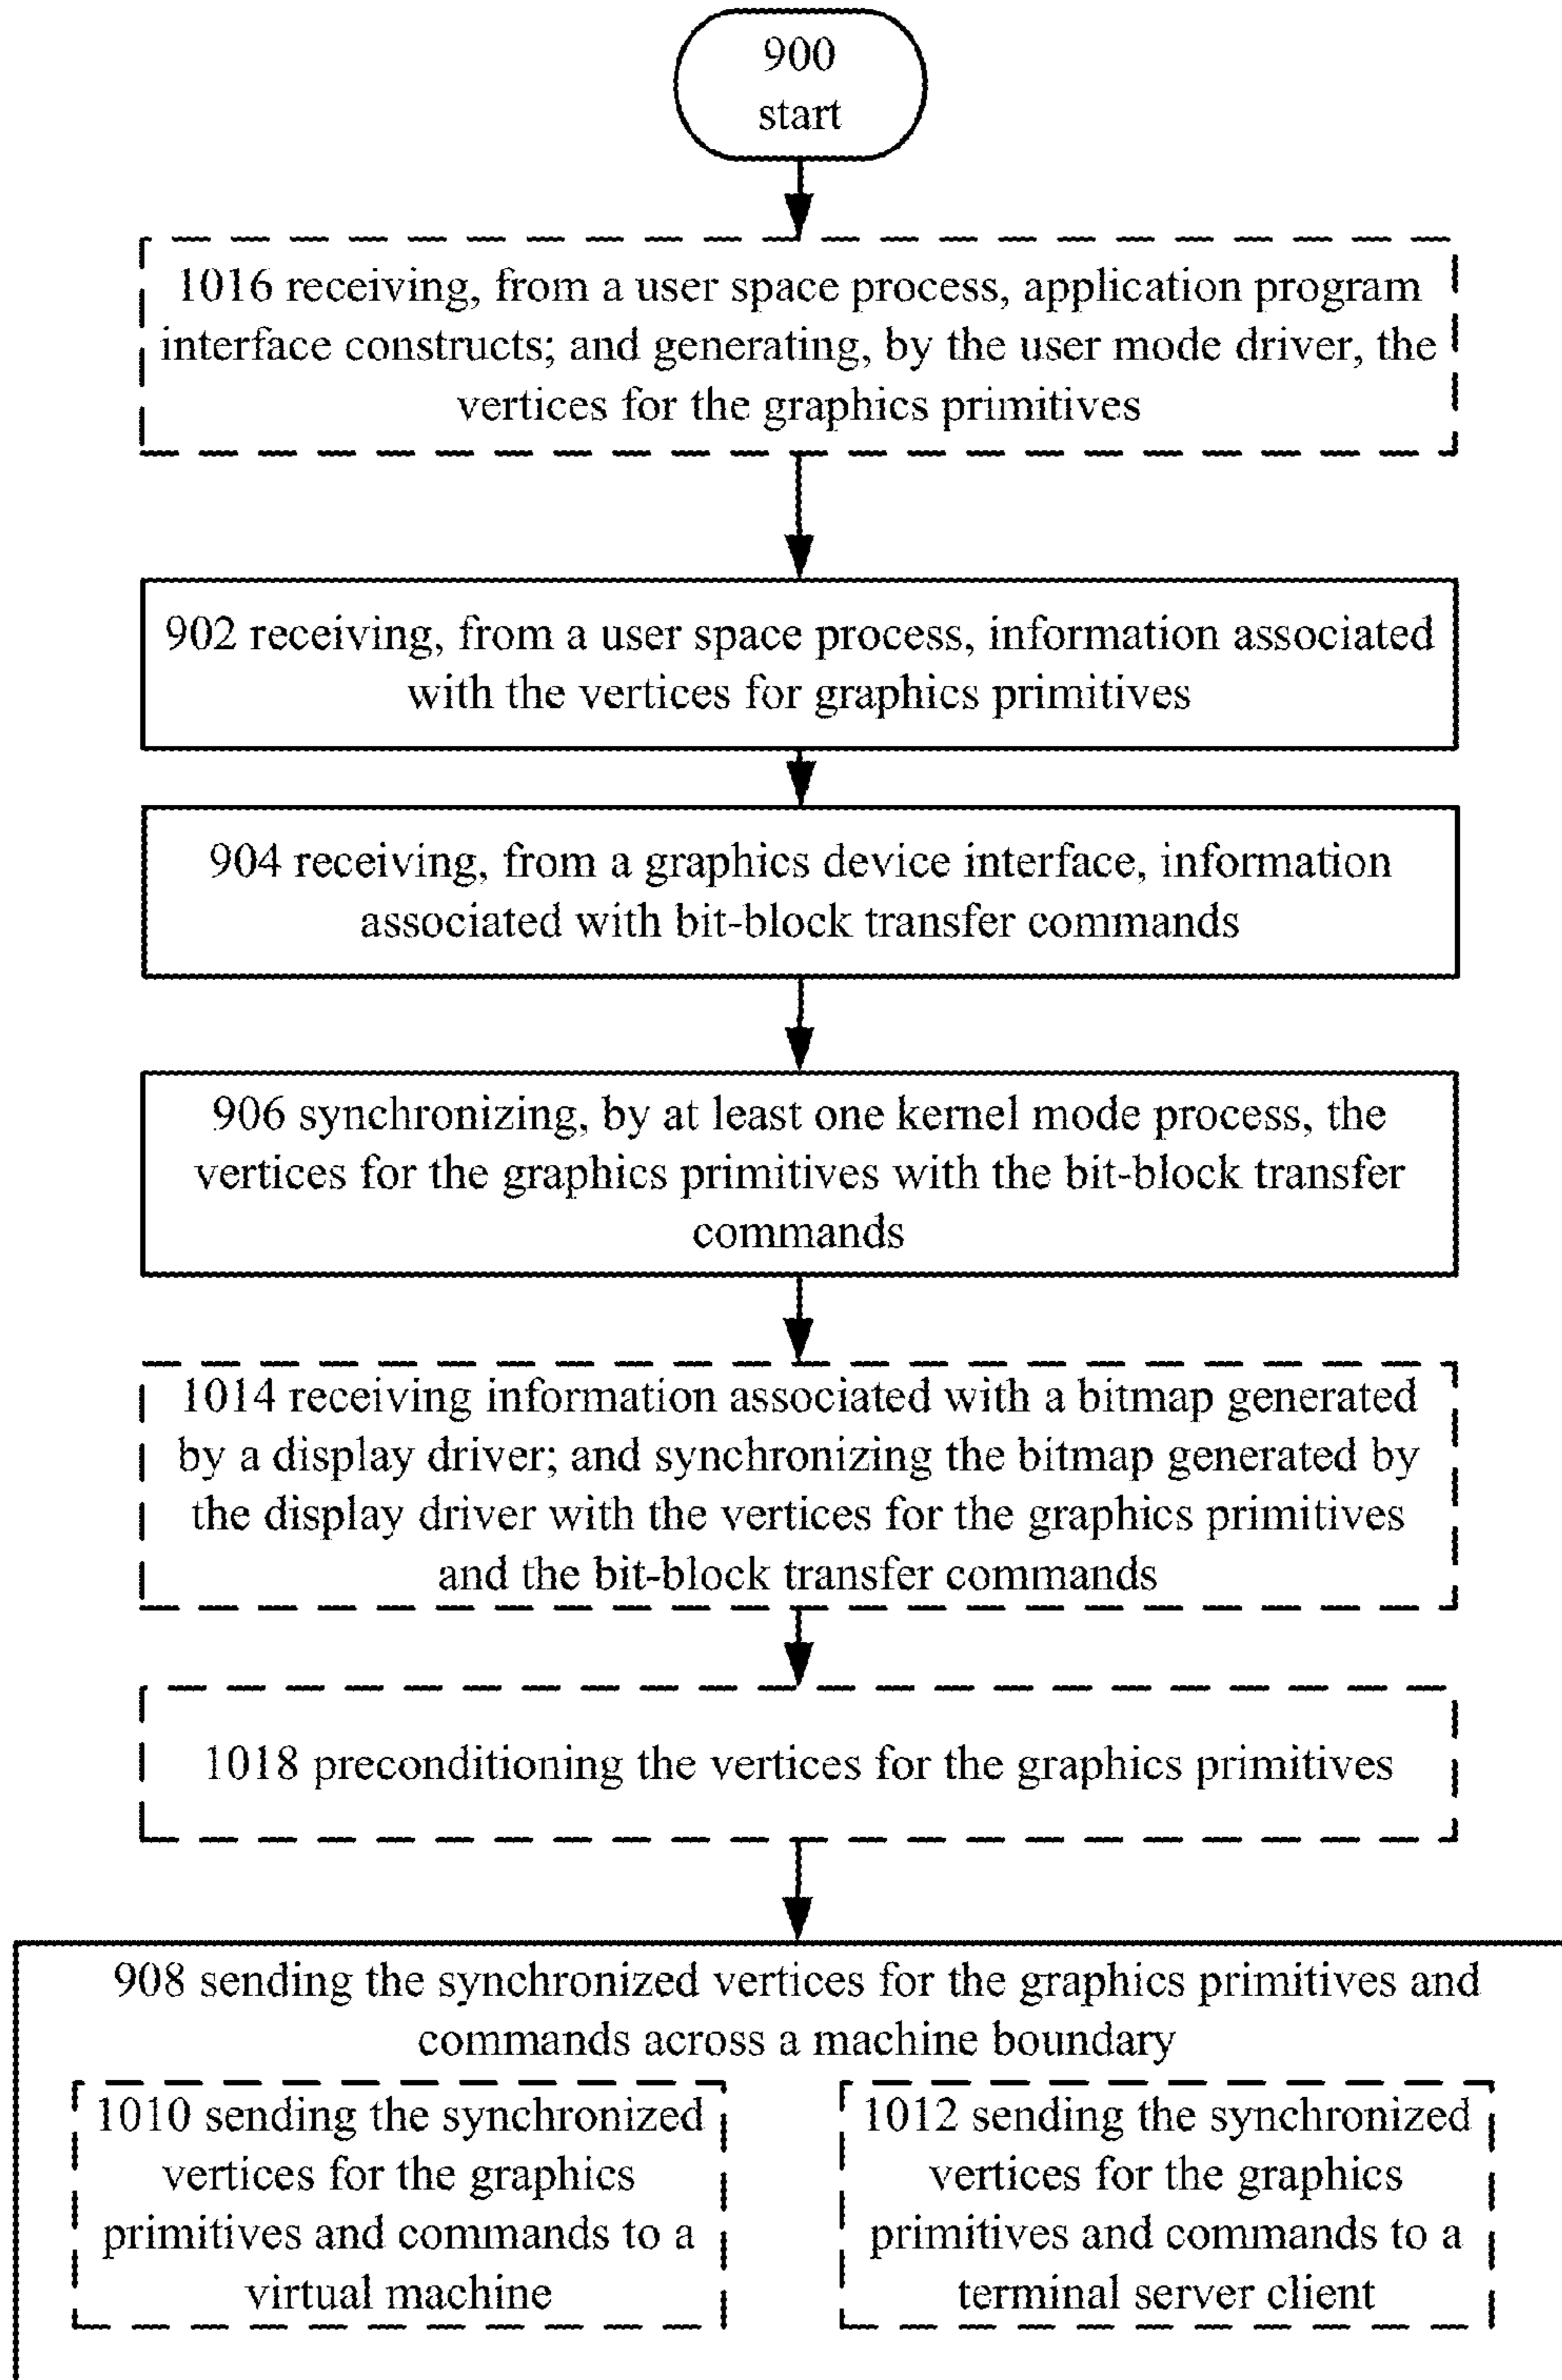 900
start
1016 receiving, from a user space process, application program
interface constructs; and generating, by the user mode driver, the
vertices for the graphics primitives
902 receiving, from a user space process, information associated
with the vertices for graphics primitives
904 receiving, from a graphics device interface, information
associated with bit-block transfer commands
906 synchronizing, by at least one kernel mode process, the
vertices for the graphics primitives with the bit-block transfer
commands
1014 receiving information associated with a bitmap generated
by a display driver; and synchronizing the bitmap generated by
the display driver with the vertices for the graphics primitives
and the bit-block transfer commands
1018 preconditioning the vertices for the graphics primitives
908 sending the synchronized vertices for the graphics primitives and
commands across a machine boundary
1010 sending the synchronized
vertices for the graphics
primitives and commands to a
virtual machine
1012 sending the synchronized
vertices for the graphics
primitives and commands to a
terminal server client